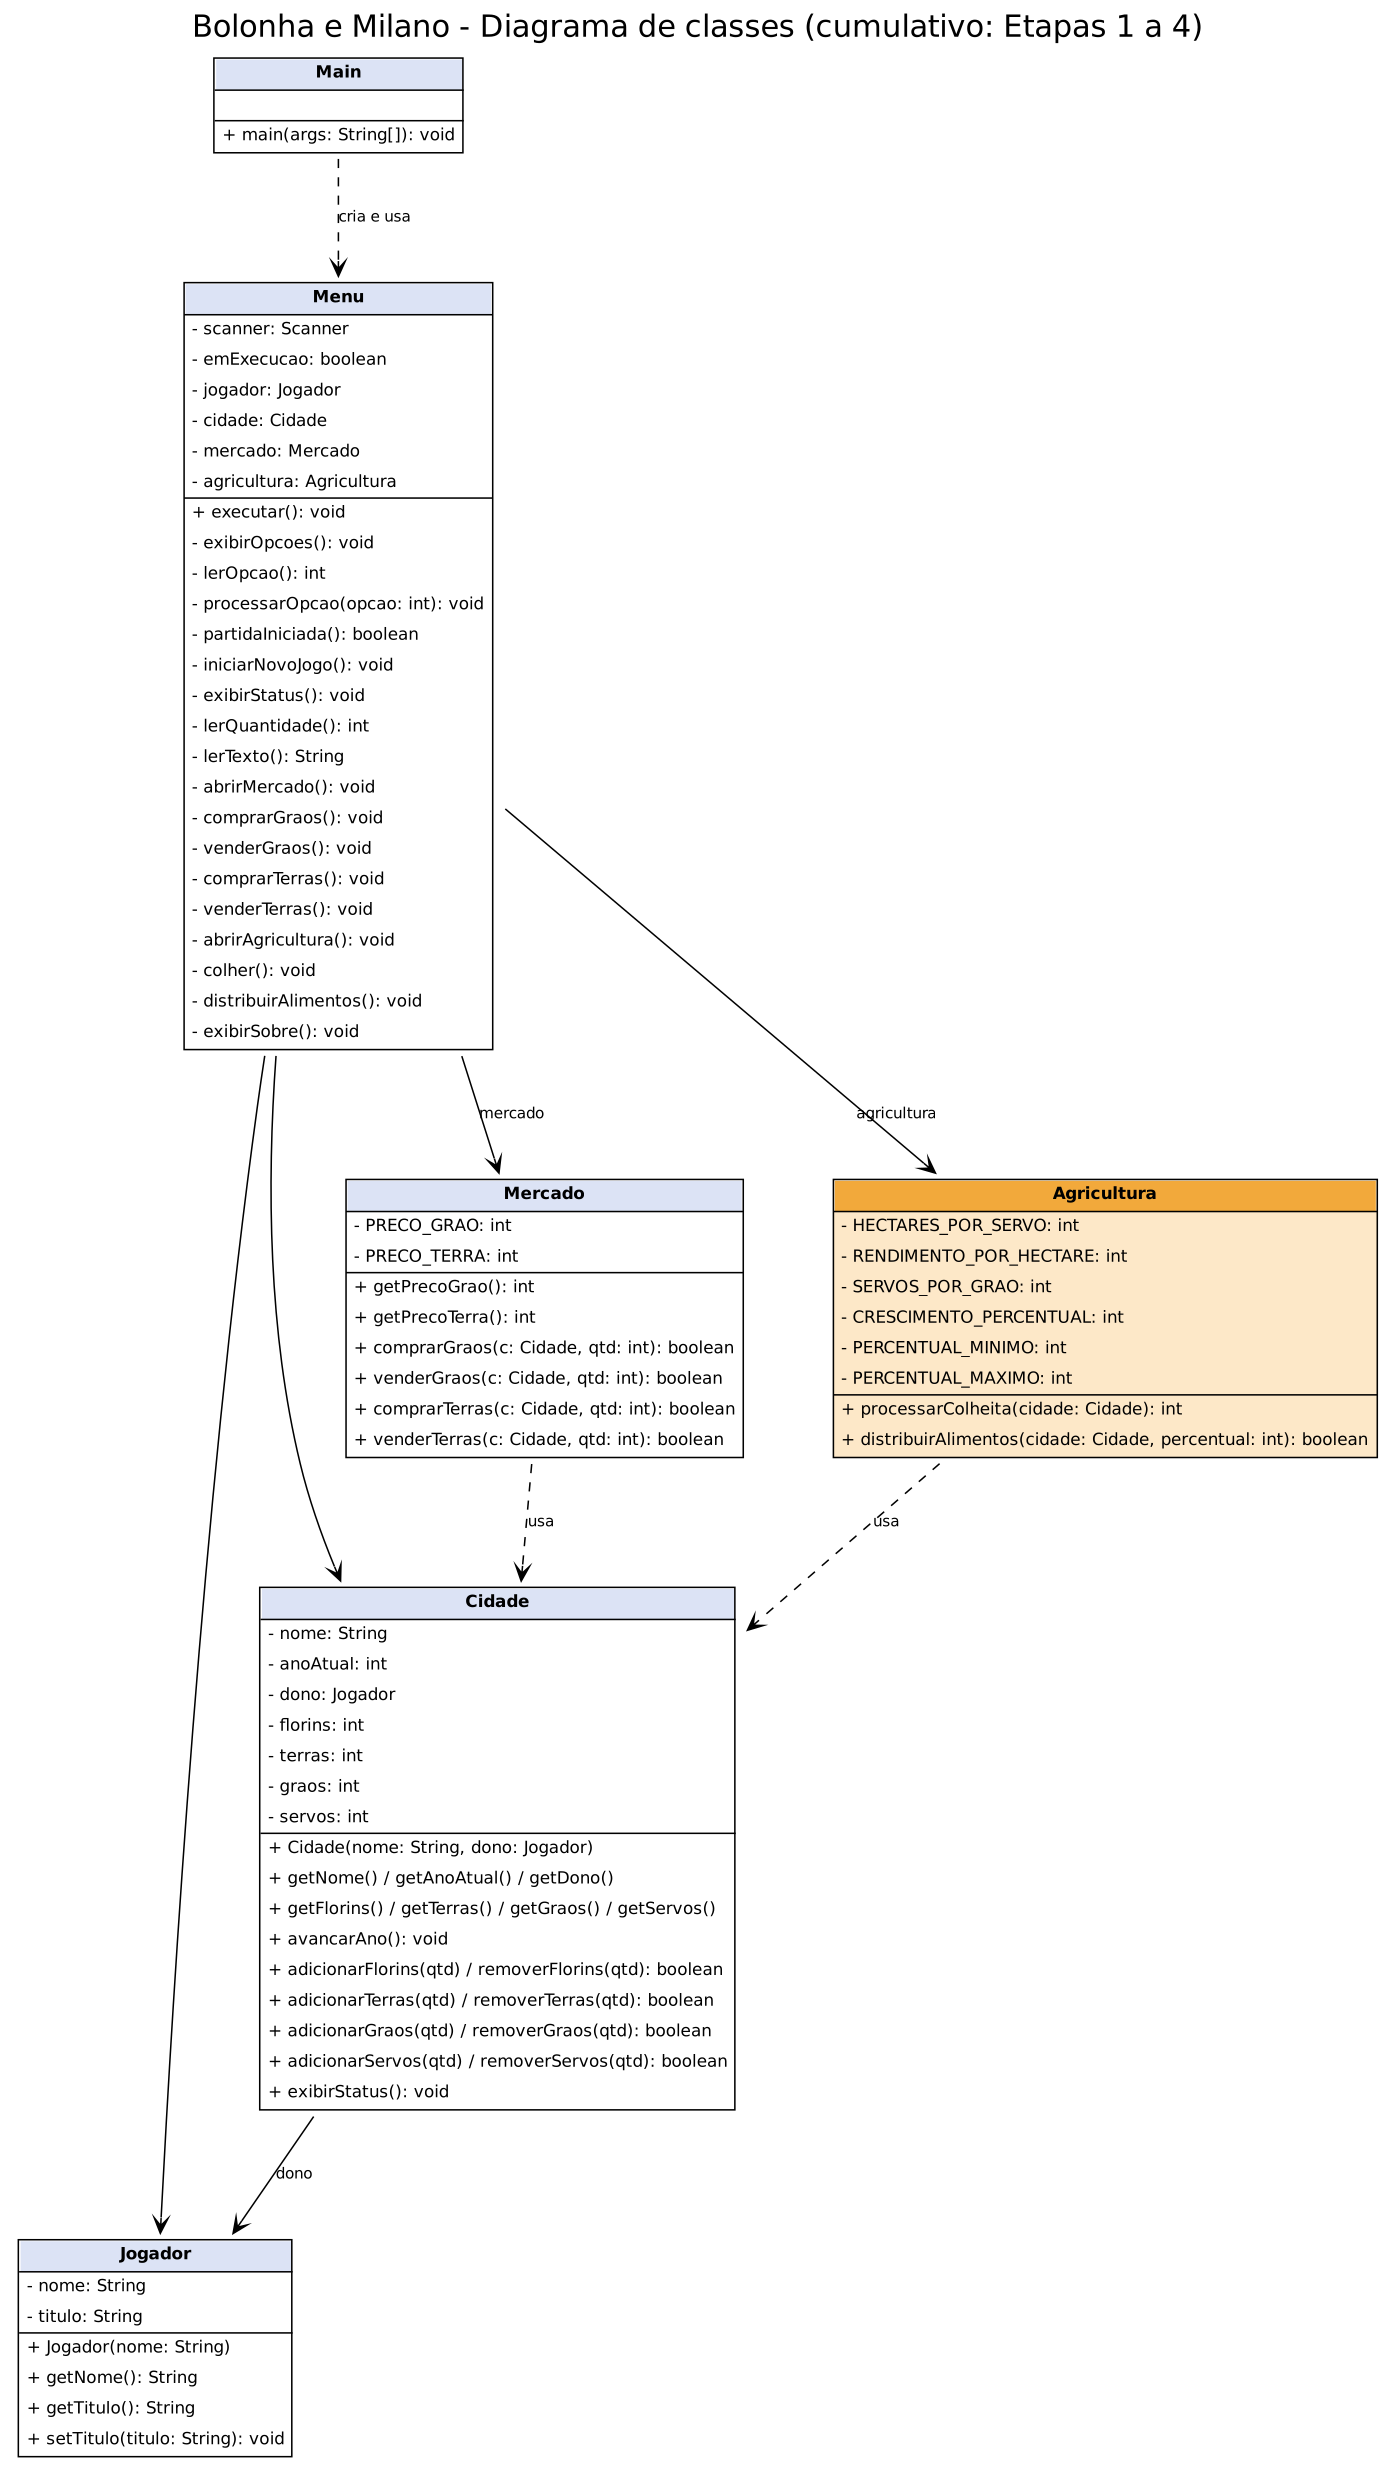 Bolonha e Milano - Diagrama de classes (cumulativo: Etapas 1 a 4)
Main
+ main(args: String[]): void
cria e usa
Menu
- scanner: Scanner
- emExecucao: boolean
- jogador: Jogador
- cidade: Cidade
- mercado: Mercado
- agricultura: Agricultura
+ executar(): void
- exibirOpcoes(): void
- lerOpcao(): int
- processarOpcao(opcao: int): void
- partidaIniciada(): boolean
- iniciarNovoJogo(): void
- exibirStatus(): void
- lerQuantidade(): int
- lerTexto(): String
- abrirMercado(): void
- comprarGraos(): void
- venderGraos(): void
- comprarTerras(): void
- venderTerras(): void
- abrirAgricultura(): void
- colher(): void
- distribuirAlimentos(): void
- exibirSobre(): void
mercado
agricultura
Mercado
- PRECO_GRAO: int
- PRECO_TERRA: int
+ getPrecoGrao(): int
+ getPrecoTerra(): int
+ comprarGraos(c: Cidade, qtd: int): boolean
+ venderGraos(c: Cidade, qtd: int): boolean
+ comprarTerras(c: Cidade, qtd: int): boolean
+ venderTerras(c: Cidade, qtd: int): boolean
Agricultura
- HECTARES_POR_SERVO: int
- RENDIMENTO_POR_HECTARE: int
- SERVOS_POR_GRAO: int
- CRESCIMENTO_PERCENTUAL: int
- PERCENTUAL_MINIMO: int
- PERCENTUAL_MAXIMO: int
+ processarColheita(cidade: Cidade): int
+ distribuirAlimentos(cidade: Cidade, percentual: int): boolean
usa
usa
Cidade
- nome: String
- anoAtual: int
- dono: Jogador
- florins: int
- terras: int
- graos: int
- servos: int
+ Cidade(nome: String, dono: Jogador)
+ getNome() / getAnoAtual() / getDono()
+ getFlorins() / getTerras() / getGraos() / getServos()
+ avancarAno(): void
+ adicionarFlorins(qtd) / removerFlorins(qtd): boolean
+ adicionarTerras(qtd) / removerTerras(qtd): boolean
+ adicionarGraos(qtd) / removerGraos(qtd): boolean
+ adicionarServos(qtd) / removerServos(qtd): boolean
+ exibirStatus(): void
dono
Jogador
- nome: String
- titulo: String
+ Jogador(nome: String)
+ getNome(): String
+ getTitulo(): String
+ setTitulo(titulo: String): void